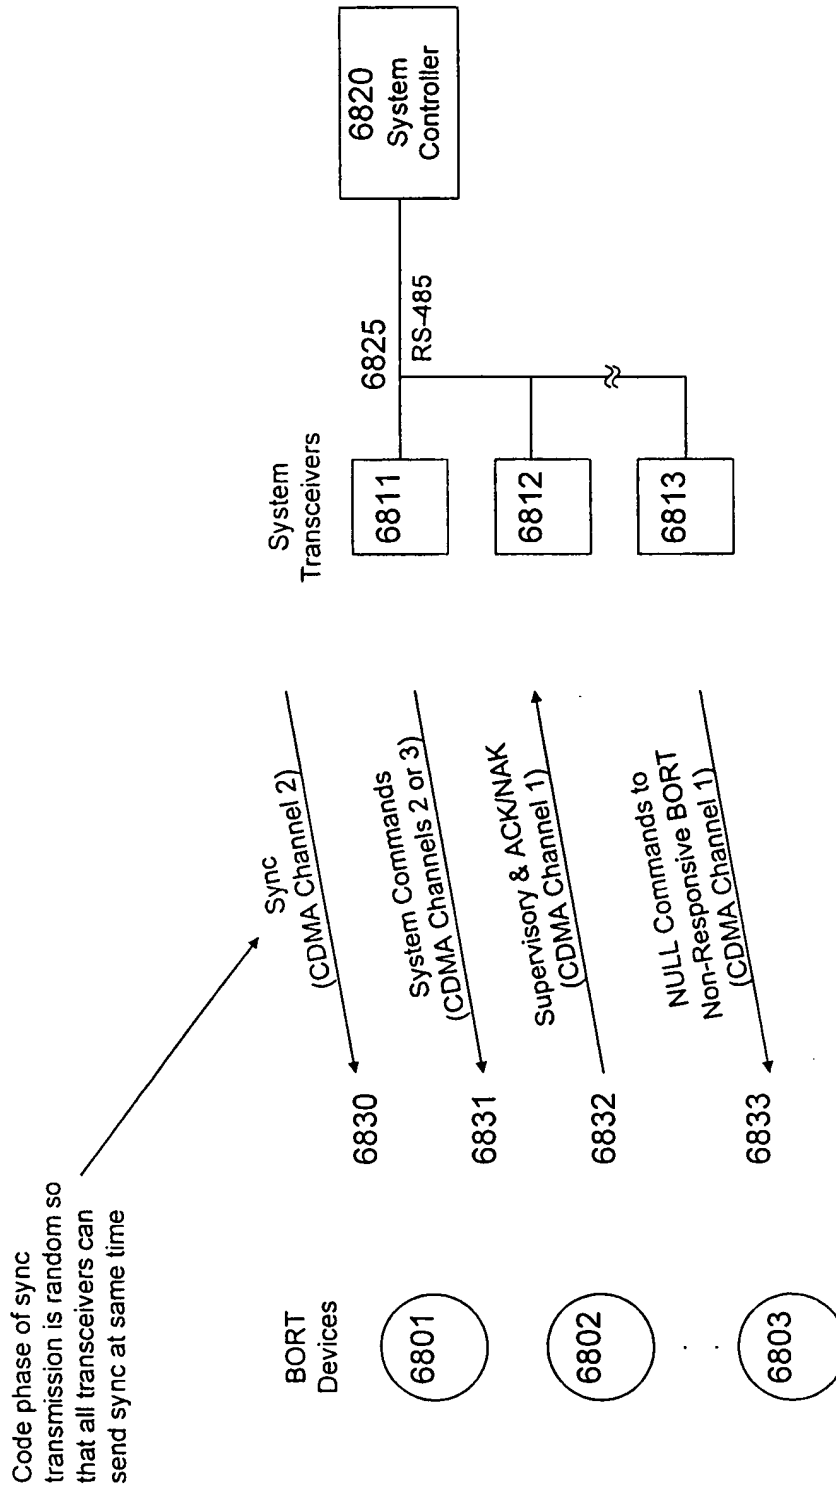 Code phase of sync
transmission is random so
that all transceivers can
send sync at same time
BORT
Devices
6801
6802
6803
6830
Sync
(CDMA Channel 2)
6831
System Commands
(CDMA Channels 2 or 3)
6832
Supervisory & ACK/NAK
(CDMA Channel 1)
6833
NULL Commands to
Non-Responsive BORT
(CDMA Channel 1)
System
Transceivers
6811
6812
6813
6825
RS-485
6820
System
Controller